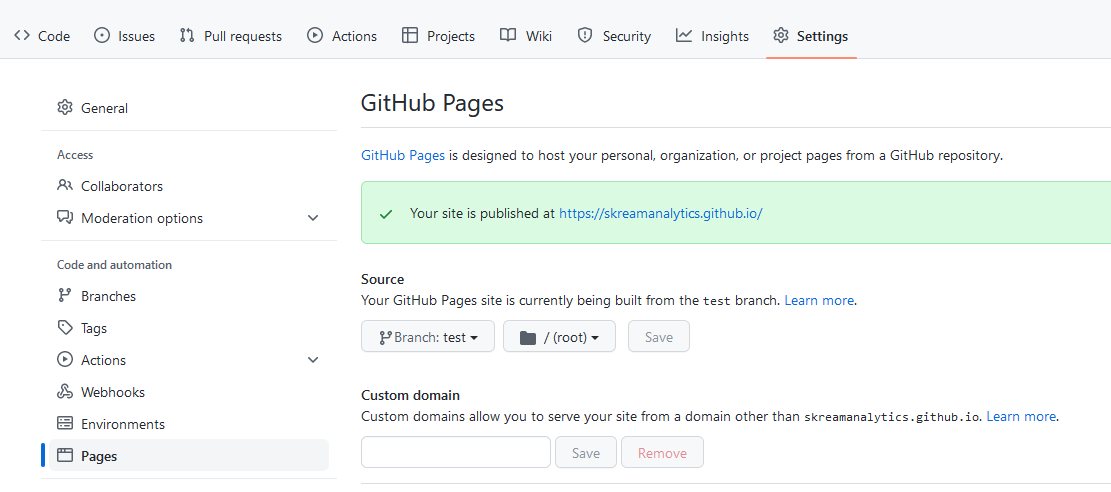 Code Issues Pull requests Actions Projects Wiki Security Insights Settings
General
Access
Collaborators
Moderation options
Code and automation
Branches
Tags
Actions
Webhooks
Environments
Pages
GitHub Pages
GitHub Pages is designed to host your personal, organization, or project pages from a GitHub repository.
Your site is published at https://skreamanalytics.github.io/
Source
Your GitHub Pages site is currently being built from the test branch. Learn more.
Branch: test / (root) Save
Custom domain
Custom domains allow you to serve your site from a domain other than skreamanalytics.github.io. Learn more.
Save Remove